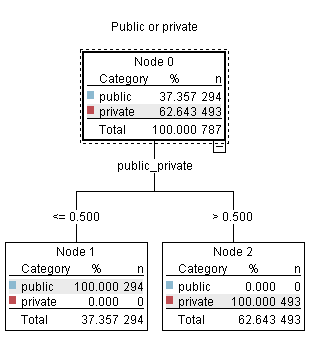 Public or private
Node 0
Category % n
public 37.357 294
private 62.643 493
Total 100.000 787
public_private
<= 0.500 > 0.500
Node 1
Category % n
public 100.000 294
private 0.000 0
Total 37.357 294
Node 2
Category % n
public 0.000 0
private 100.000 493
Total 62.643 493